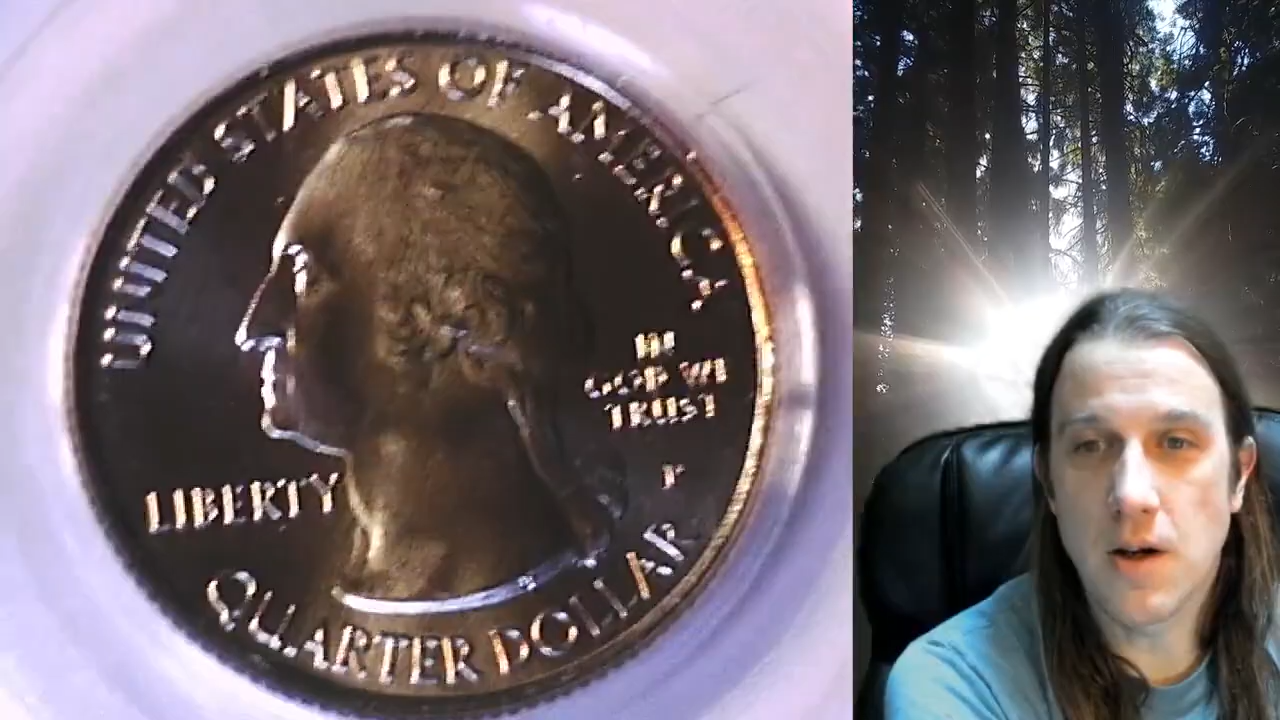 UNITED STATES OF AMERICA
IN
GOD WE
TRUST
LIBERTY
P
QUARTER DOLLAR